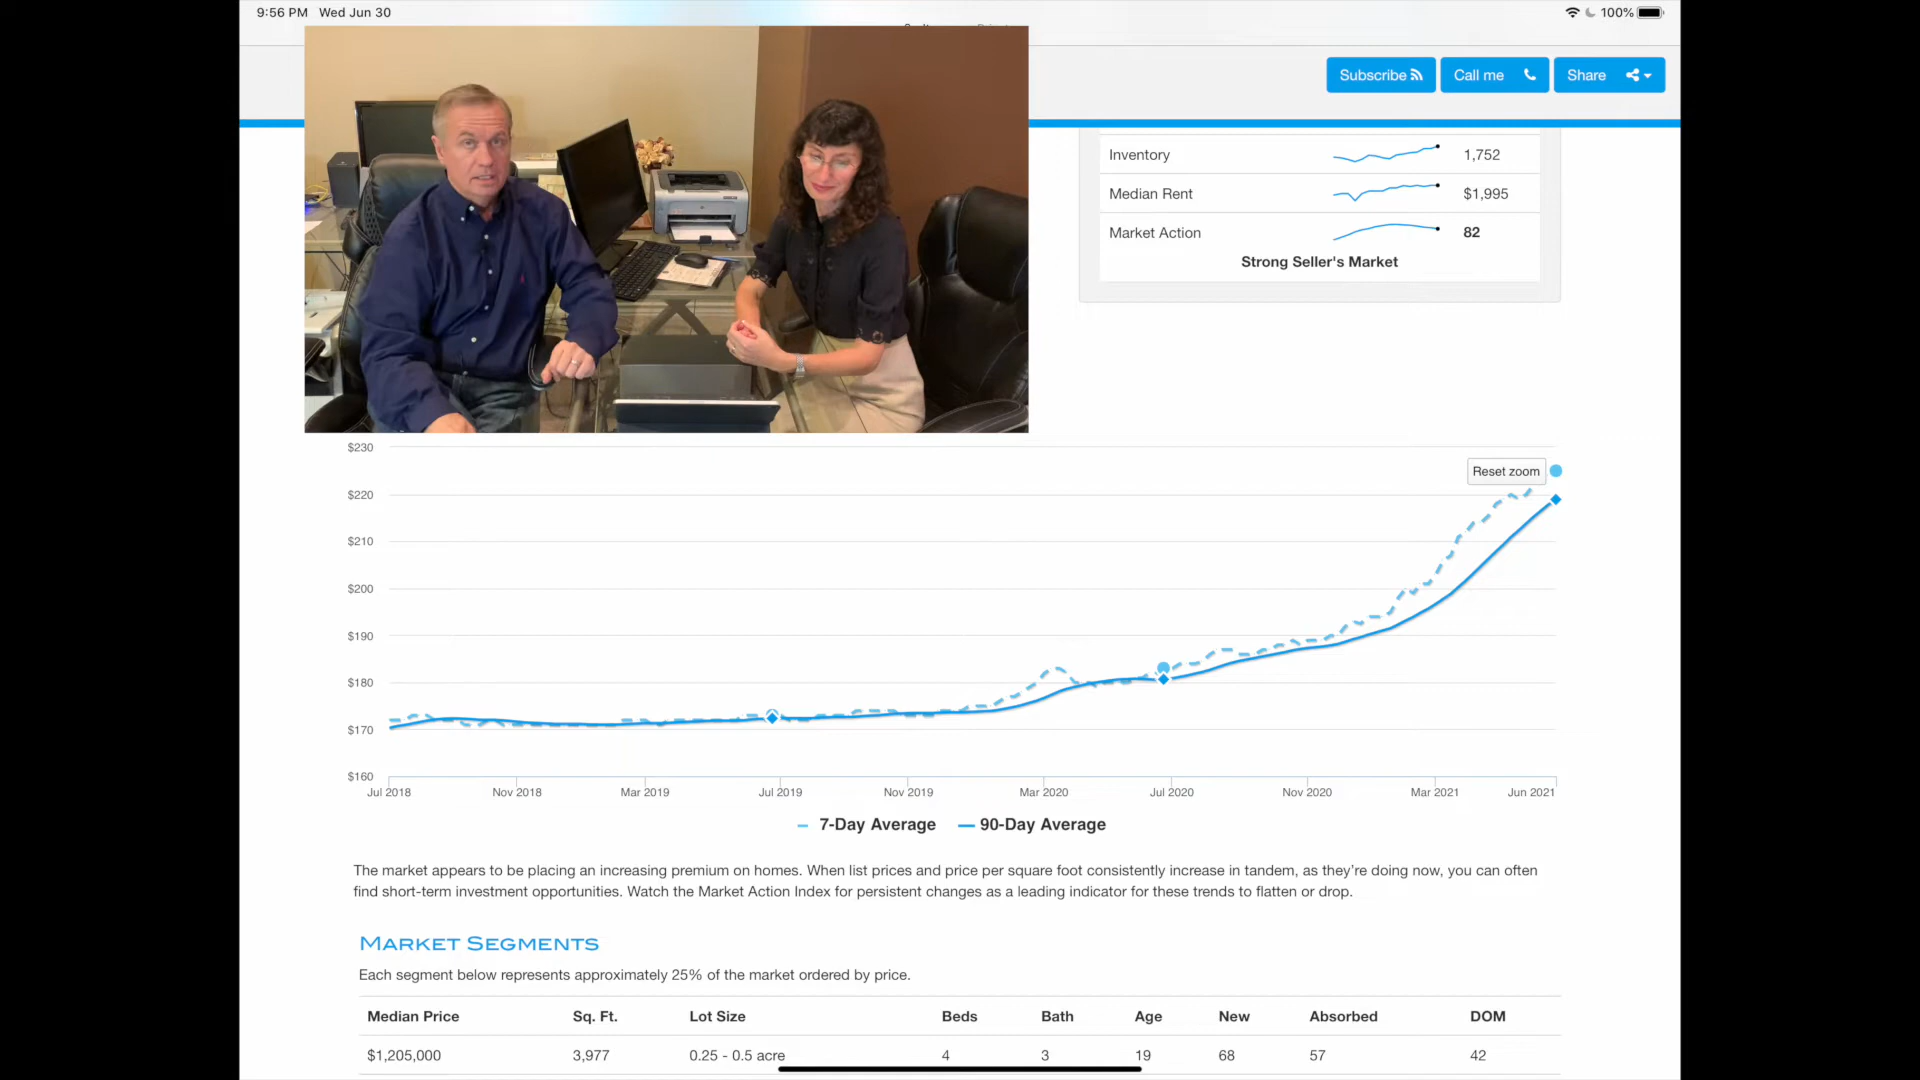 9:56 PM Wed Jun 30
100%
Subscribe
Call me
Share
Inventory 1,752
Median Rent $1,995
Market Action 82
Strong Seller's Market
$230
Reset zoom
$220
$210
$200
$190
$180
$170
$160
Jul 2018 Nov 2018 Mar 2019 Jul 2019 Nov 2019 Mar 2020 Jul 2020 Nov 2020 Mar 2021 Jun 2021
7-Day Average 90-Day Average
The market appears to be placing an increasing premium on homes. When list prices and price per square foot consistently increase in tandem, as they're doing now, you can often
find short-term investment opportunities. Watch the Market Action Index for persistent changes as a leading indicator for these trends to flatten or drop.
MARKET SEGMENTS
Each segment below represents approximately 25% of the market ordered by price.
Median Price Sq. Ft. Lot Size Beds Bath Age New Absorbed DOM
$1,205,000 3,977 0.25 - 0.5 acre 4 3 19 68 57 42